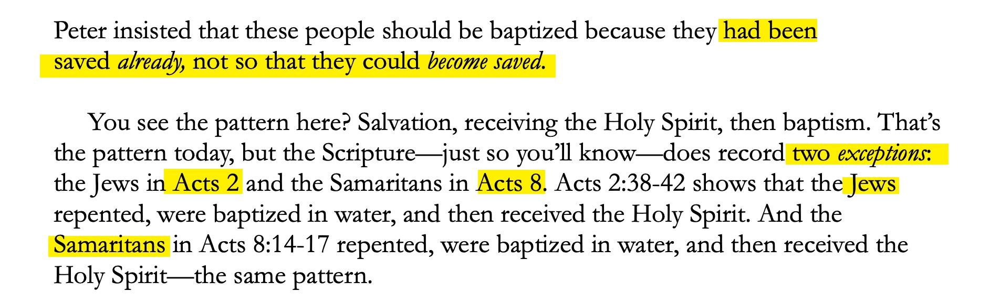 Peter insisted that these people should be baptized because they had been
saved already, not so that they could become saved.
You see the pattern here? Salvation, receiving the Holy Spirit, then baptism. That’s
the pattern today, but the Scripture—just so you’ll know—does record two exceptions:
the Jews in Acts 2 and the Samaritans in Acts 8. Acts 2:38-42 shows that the Jews
repented, were baptized in water, and then received the Holy Spirit. And the
Samaritans in Acts 8:14-17 repented, were baptized in water, and then received the
Holy Spirit—the same pattern.